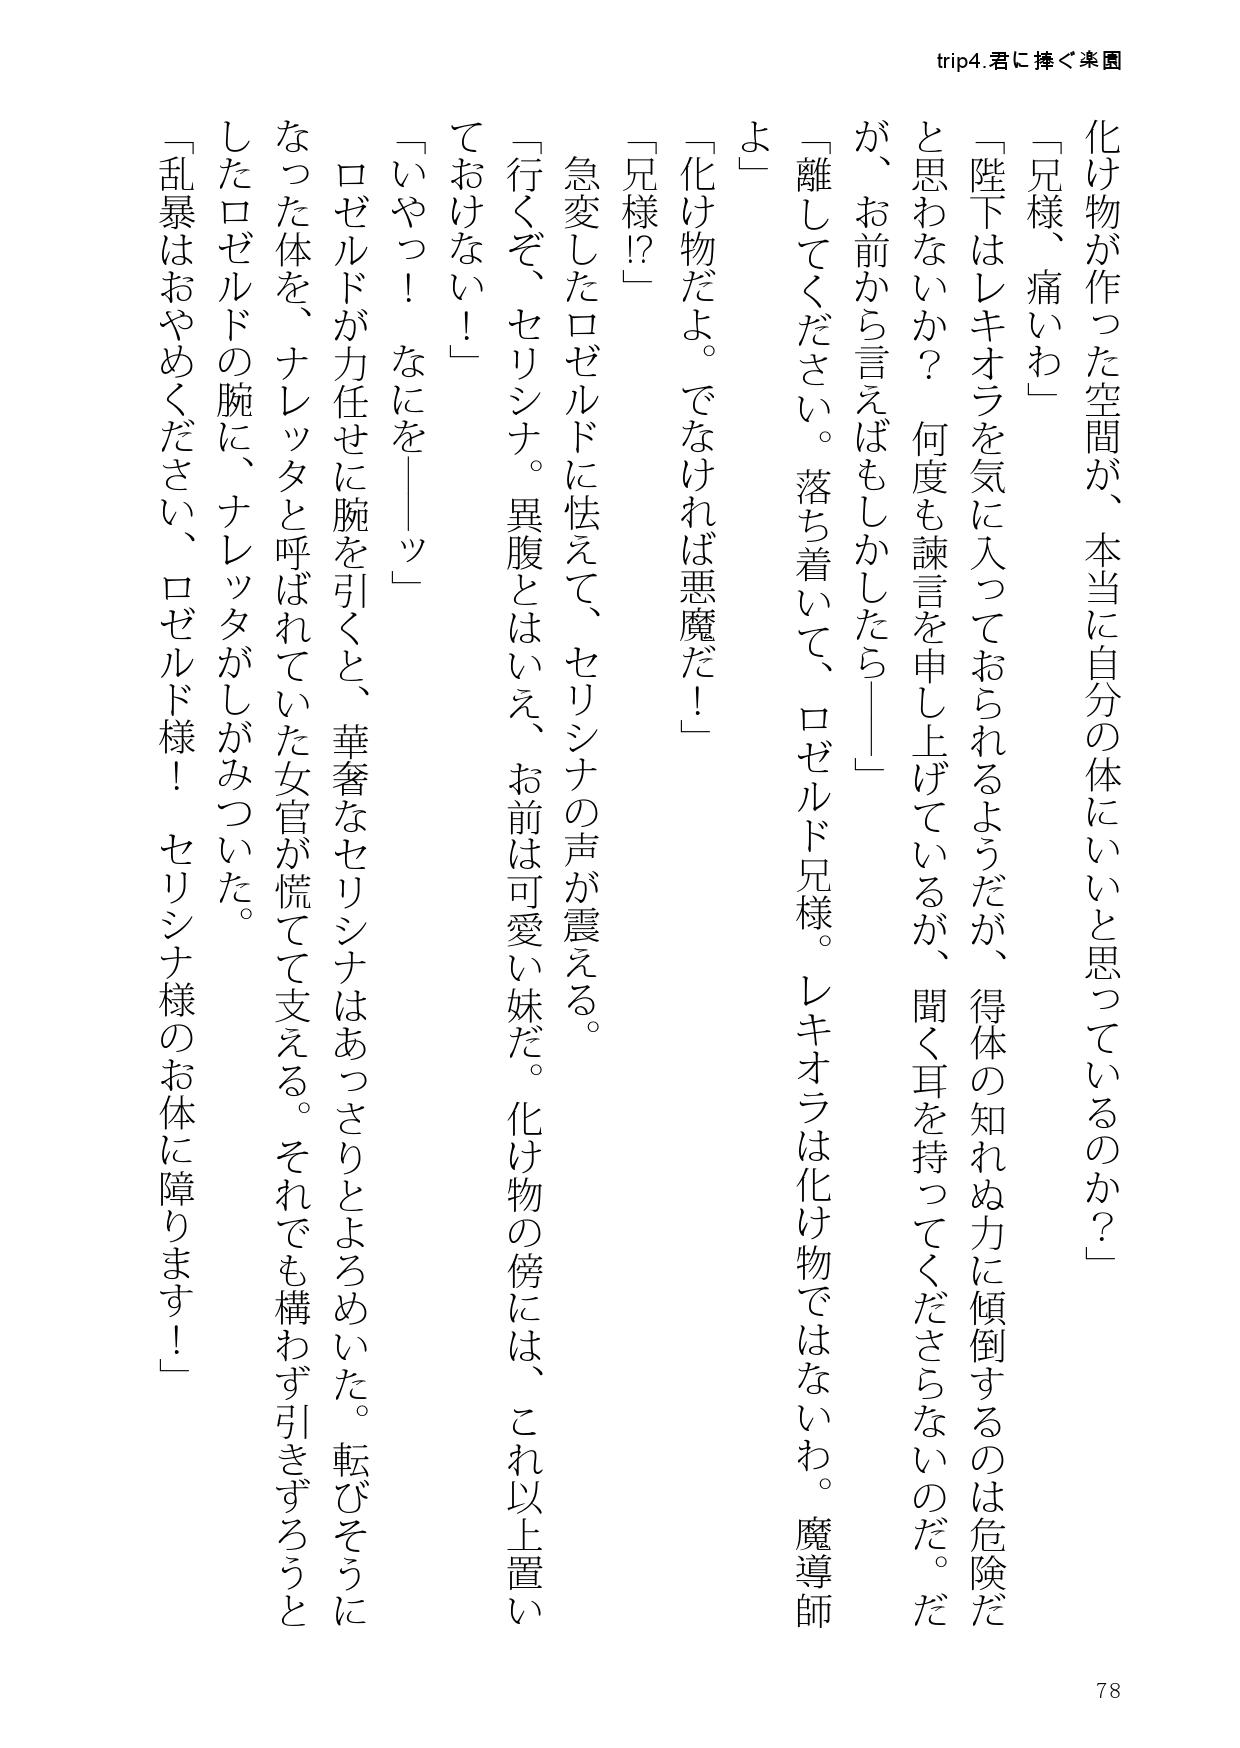 trip4.君に捧ぐ楽園
化け物が作った空間が、本当に自分の体にいいと思っているのか？」
「兄様、痛いわ」
「陛下はレキオラを気に入っておられるようだが、得体の知れぬ力に傾倒するのは危険だ
と思わないか？　何度も諫言を申し上げているが、聞く耳を持ってくださらないのだ。だ
が、お前から言えばもしかしたら――」
「離してください。落ち着いて、ロゼルド兄様。レキオラは化け物ではないわ。魔導師
よ」
「化け物だよ。でなければ悪魔だ！」
「兄様!?」
　急変したロゼルドに怯えて、セリシナの声が震える。
「行くぞ、セリシナ。異腹とはいえ、お前は可愛い妹だ。化け物の傍には、これ以上置い
ておけない！」
「いやっ！　なにを――ッ」
　ロゼルドが力任せに腕を引くと、華奢なセリシナはあっさりとよろめいた。転びそうに
なった体を、ナレッタと呼ばれていた女官が慌てて支える。それでも構わず引きずろうと
したロゼルドの腕に、ナレッタがしがみついた。
「乱暴はおやめください、ロゼルド様！　セリシナ様のお体に障ります！」
78